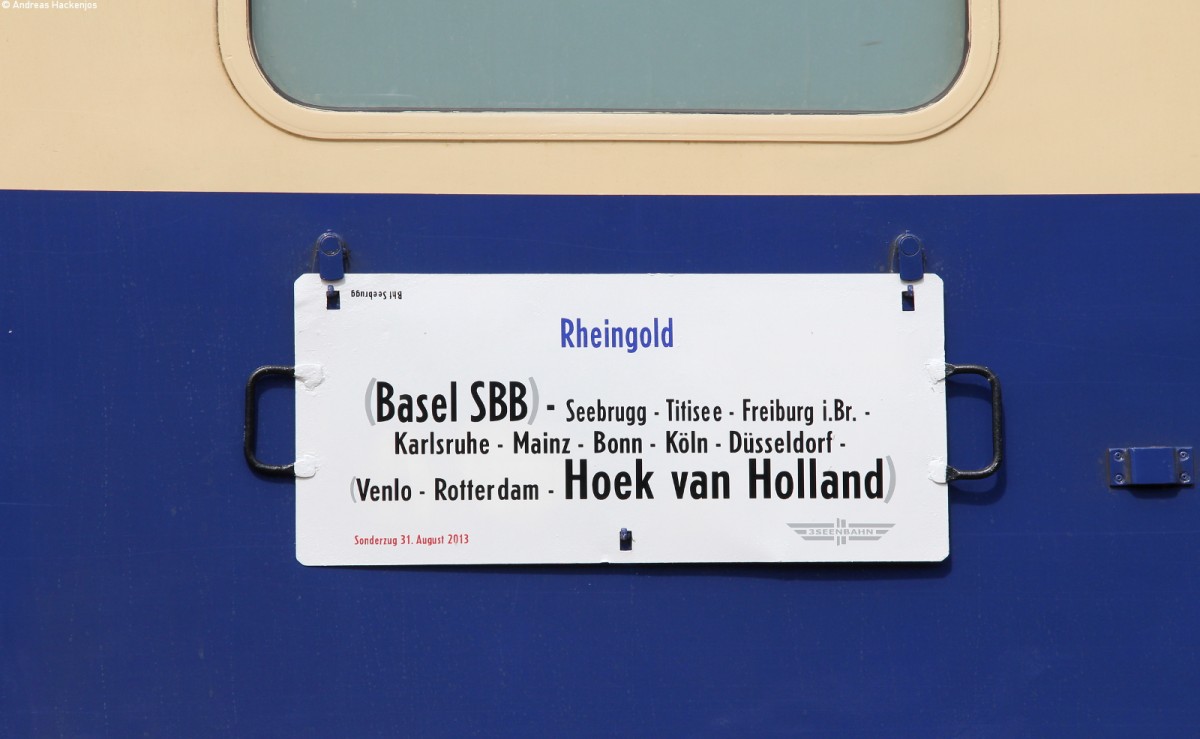 © Andreas Hackenjos
Bhf Seebrugg
Rheingold
(Basel SBB) - Seebrugg - Titisee - Freiburg i.Br. -
Karlsruhe - Mainz - Bonn - Köln - Düsseldorf -
(Venlo - Rotterdam - Hoek van Holland)
Sonderzug 31. August 2013
3SEENBAHN